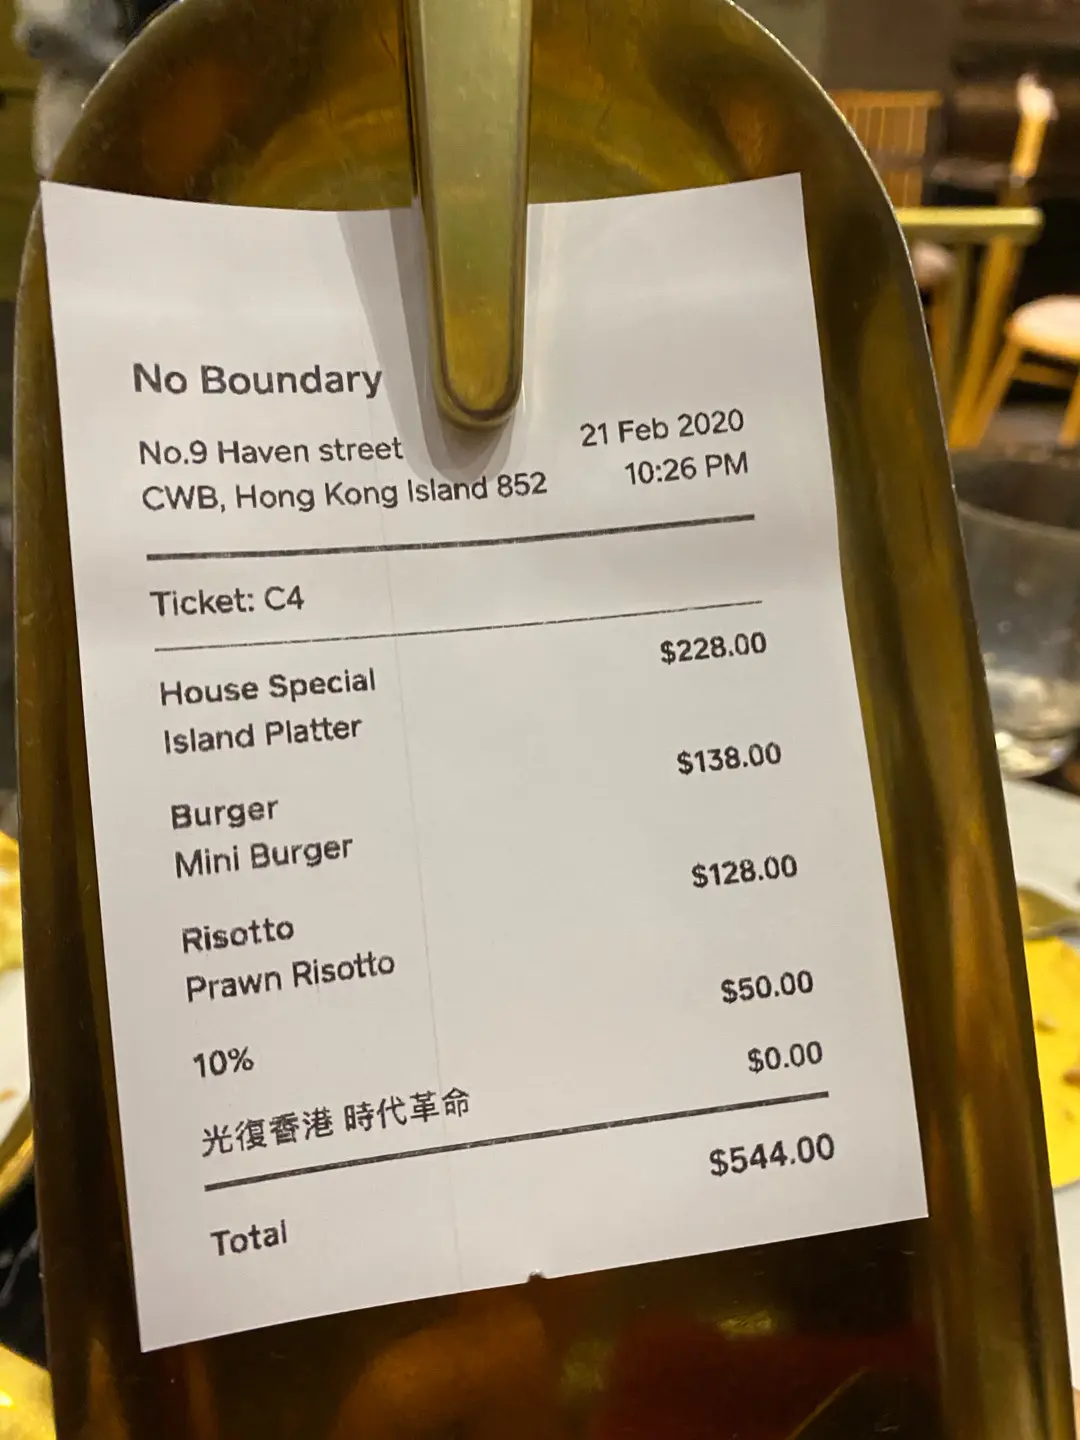 No Boundary
No.9 Haven street
CWB, Hong Kong Island 852
21 Feb 2020
10:26 PM
Ticket: C4
House Special $228.00
Island Platter
Burger $138.00
Mini Burger
Risotto $128.00
Prawn Risotto
10% $50.00
光復香港 時代革命 $0.00
Total $544.00